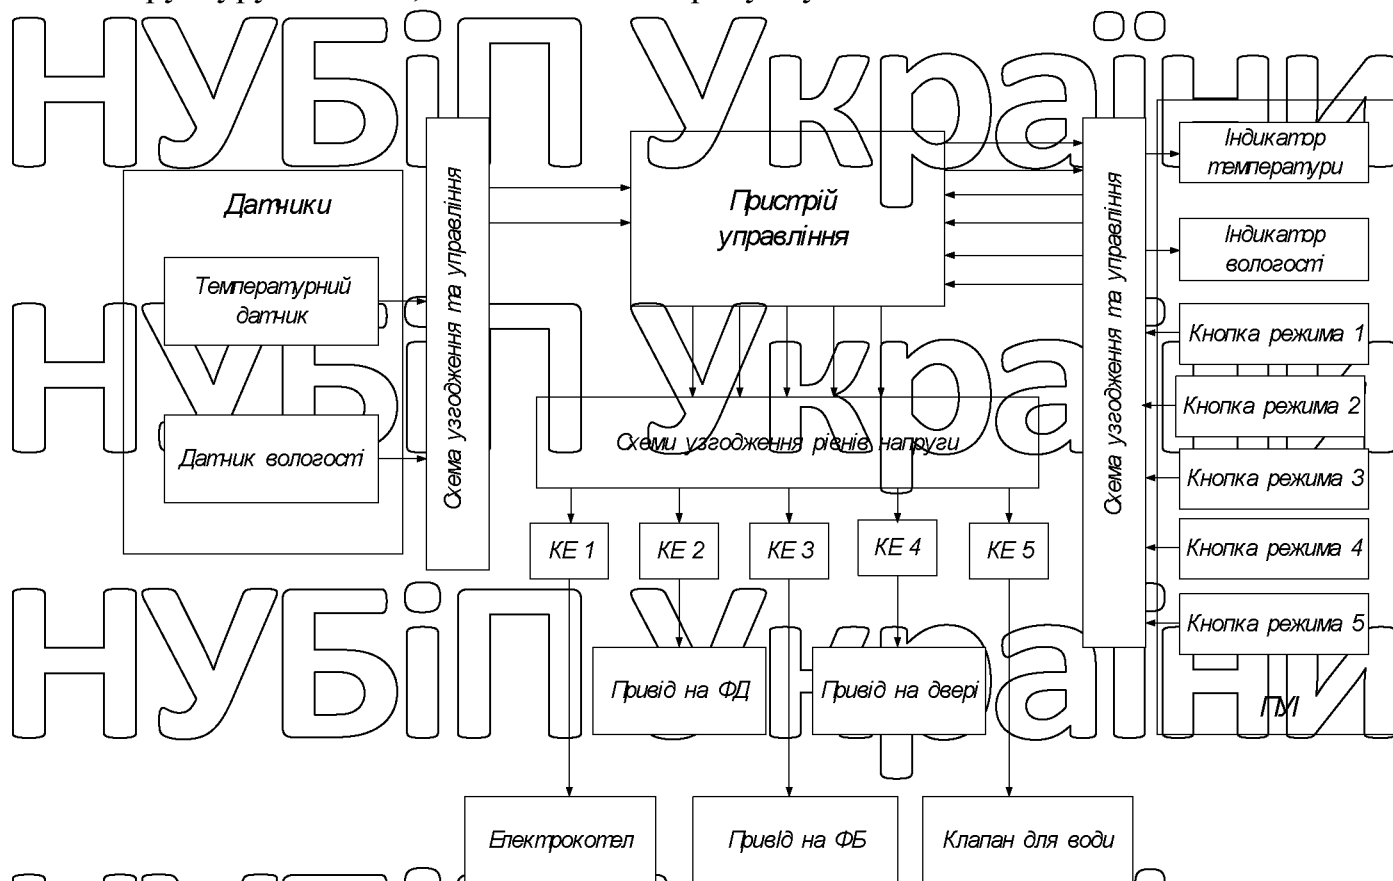 НУБіП України
Датчики
Температурний
датчик
Датчик вологості
Схема узгодження та управління
Пристрій
управління
Схема узгодження та управління
Індикатор
температури
Індикатор
вологості
НУБіП України
Кнопка режима 1
Кнопка режима 2
Кнопка режима 3
Кнопка режима 4
Кнопка режима 5
ПУІ
Схеми узгодження рівнів напруги
КЕ 1
КЕ 2
КЕ 3
КЕ 4
КЕ 5
НУБіП України
Привід на ФД
Привід на двері
Електрокотел
Привід на ФБ
Клапан для води